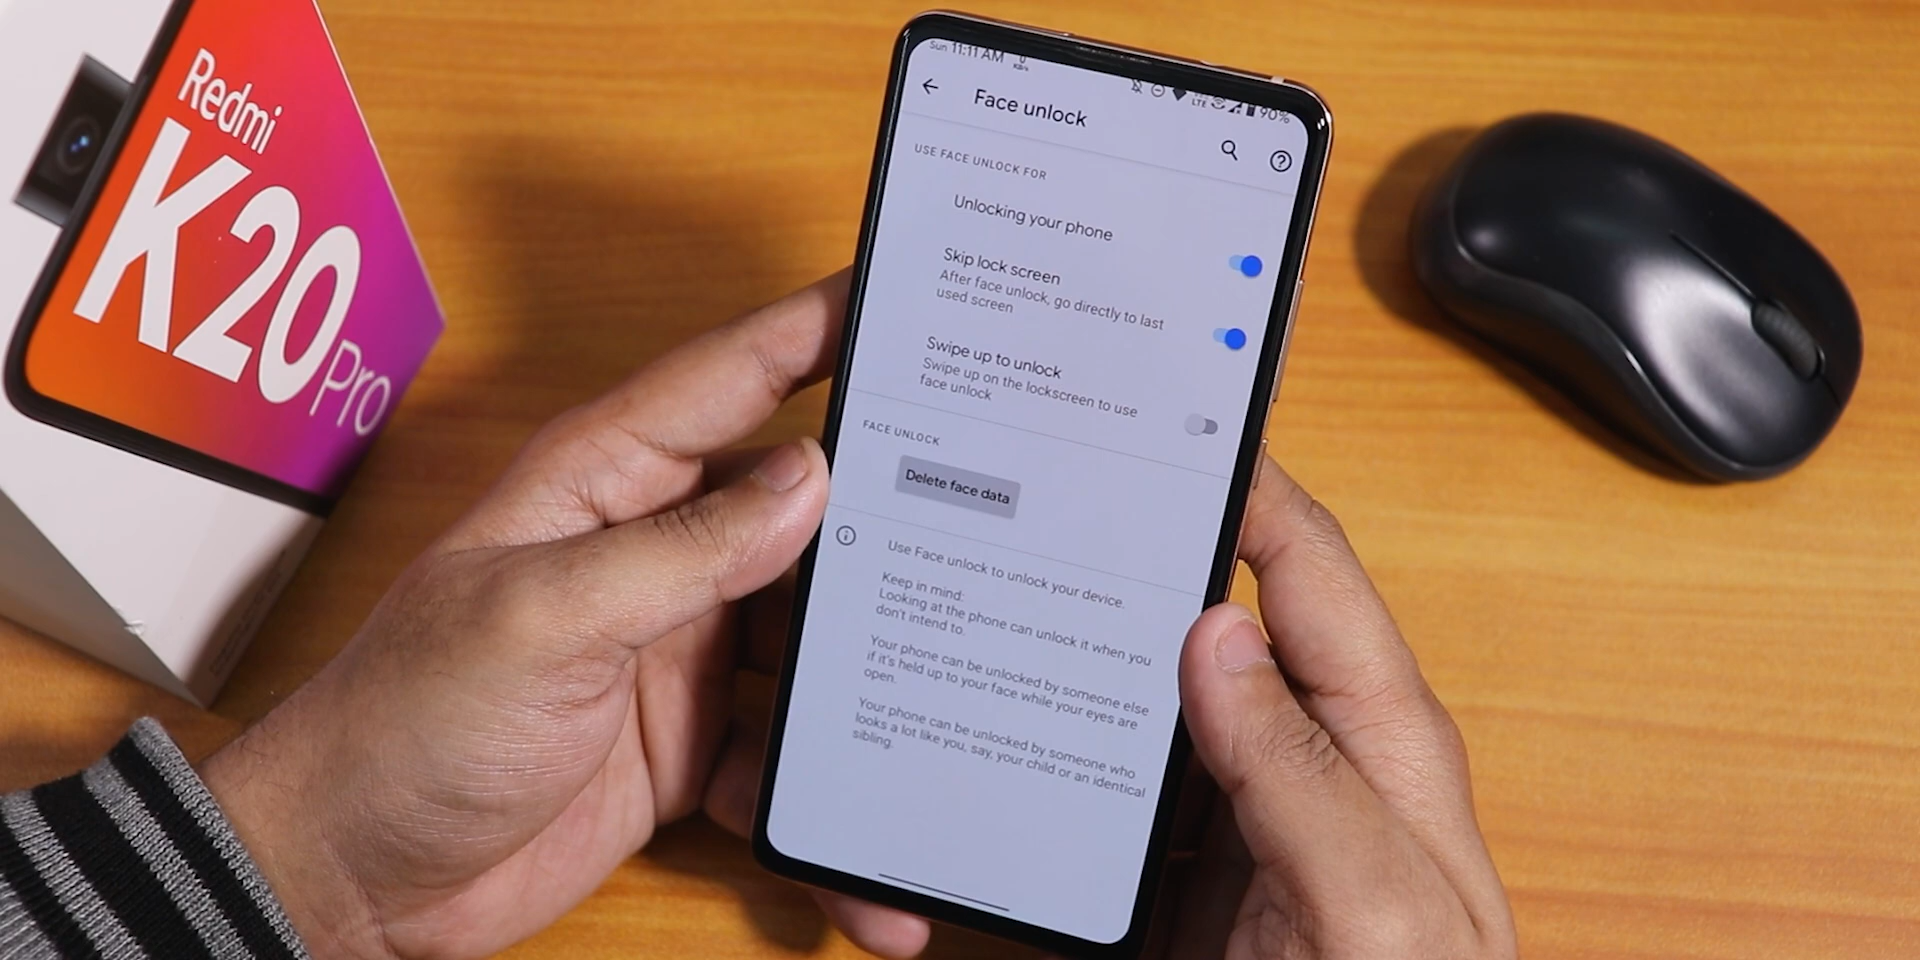 Redmi
K20 Pro
Sun 11:11 AM
0
KB/s
LTE
90%
Face unlock
USE FACE UNLOCK FOR
Unlocking your phone
Skip lock screen
After face unlock, go directly to last
used screen
Swipe up to unlock
Swipe up on the lockscreen to use
face unlock
FACE UNLOCK
Delete face data
Use Face unlock to unlock your device.
Keep in mind:
Looking at the phone can unlock it when you
don't intend to.
Your phone can be unlocked by someone else
if it's held up to your face while your eyes are
open.
Your phone can be unlocked by someone who
looks a lot like you, say, your child or an identical
sibling.